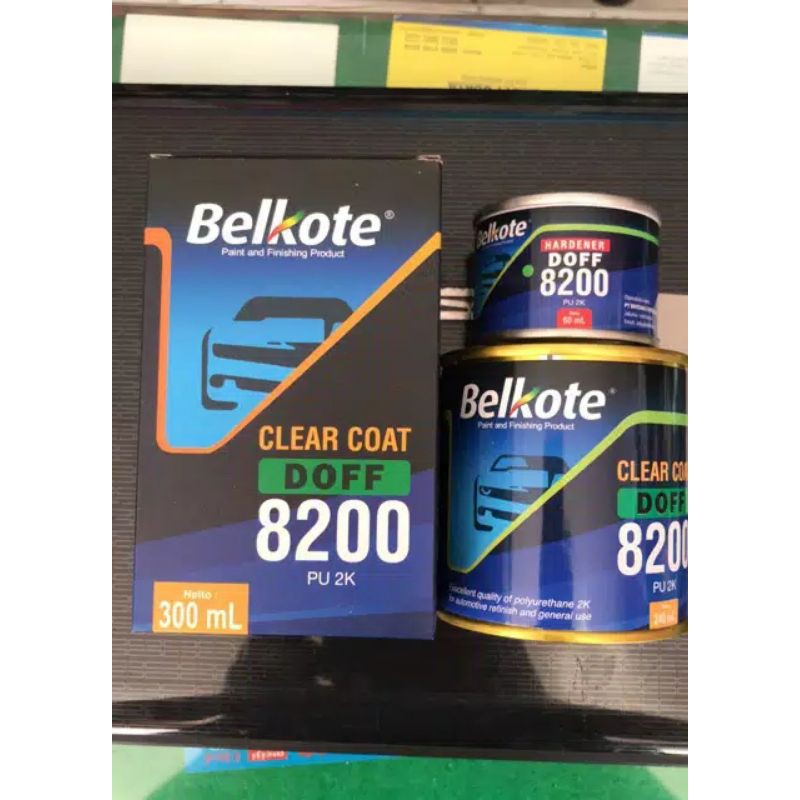 Belkote®
Paint and Finishing Product
CLEAR COAT
DOFF
8200
PU 2K
Netto :
300 mL
Belkote
HARDENER
DOFF
8200
PU 2K
60 mL
Belkote®
Paint and Finishing Product
CLEAR COA
DOFF
8200
PU 2K
excellent quality of polyurethane 2K
for automotive refinish and general use
240 mL